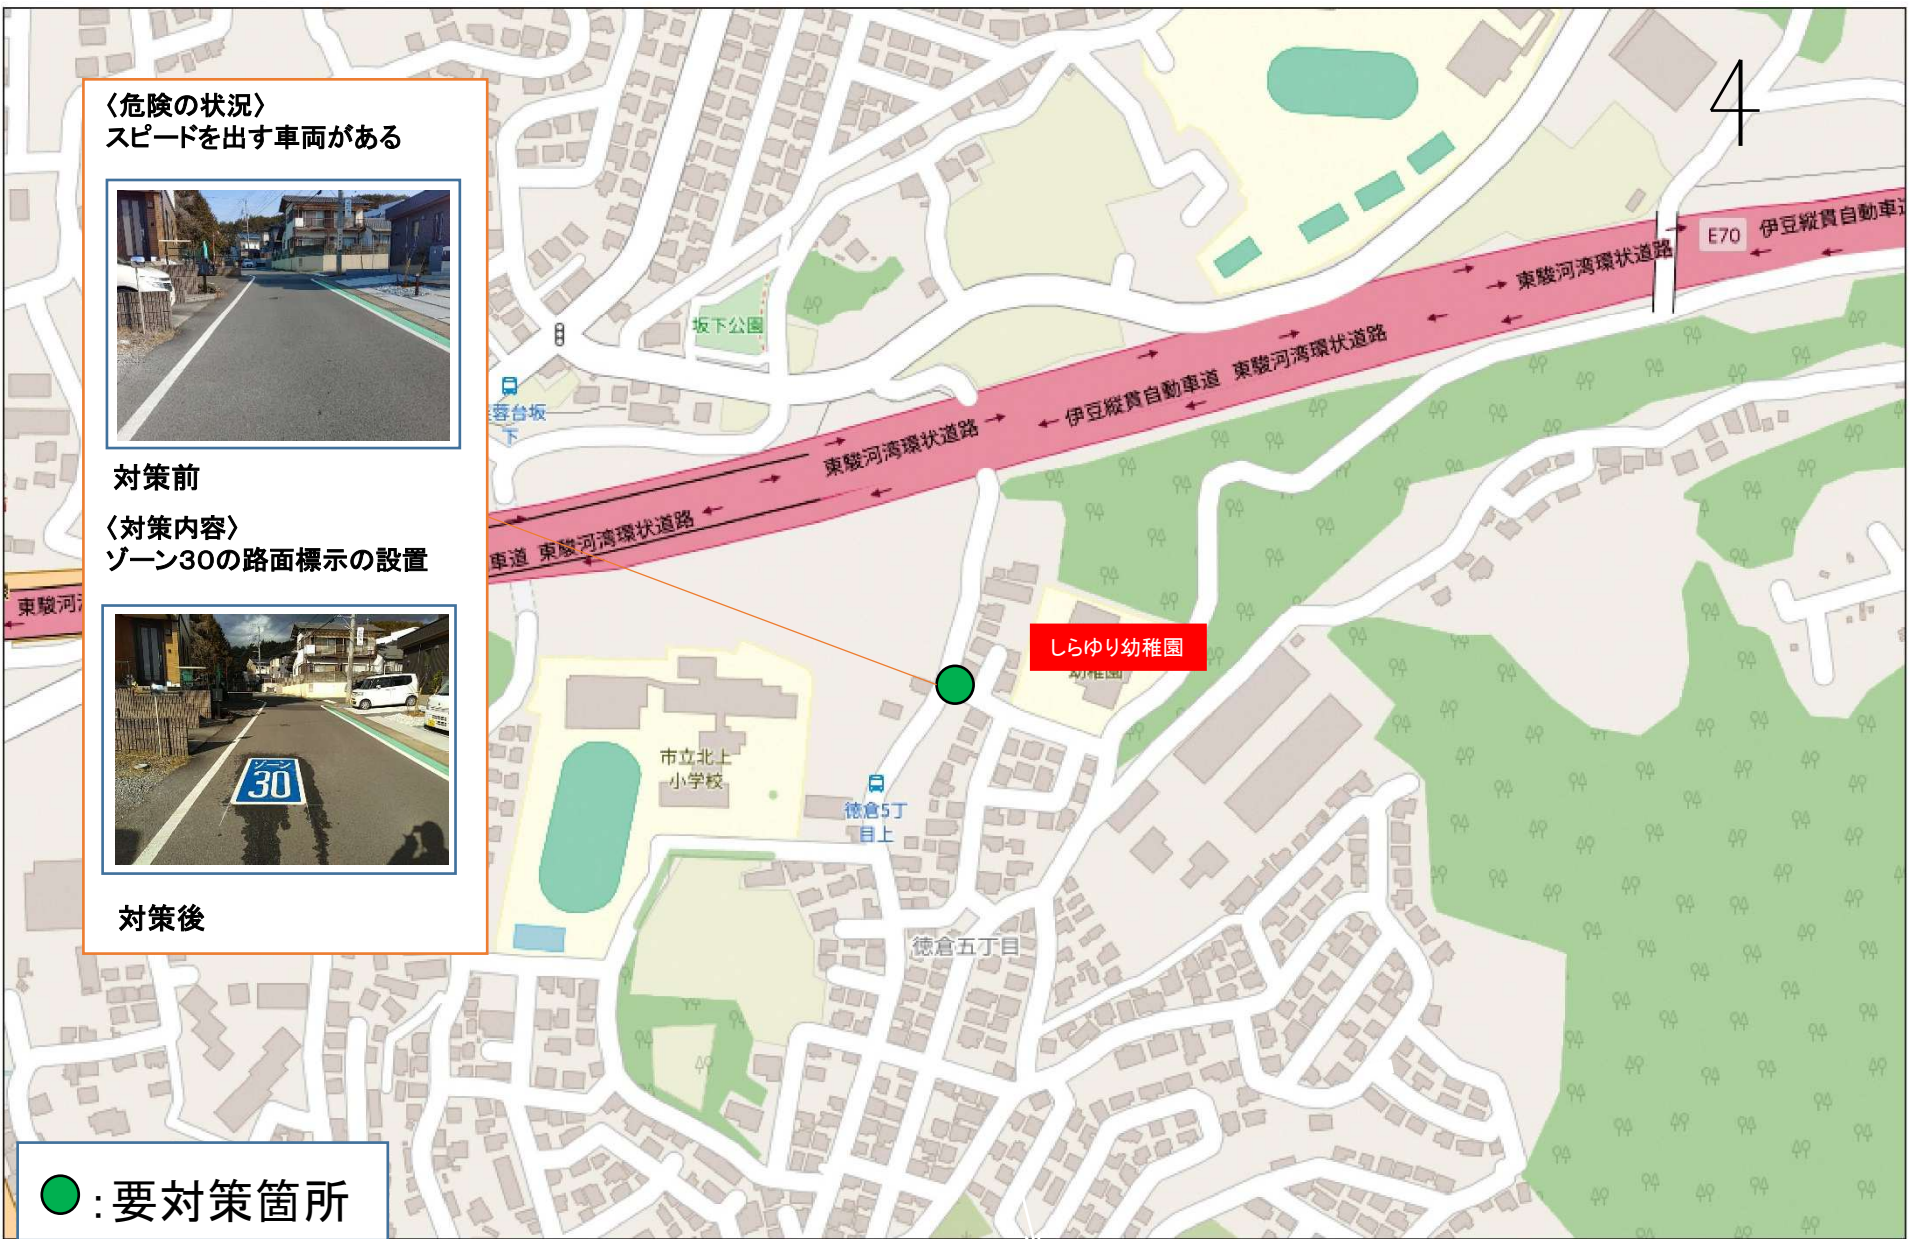 4
〈危険の状況〉
スピードを出す車両がある
対策前
〈対策内容〉
ゾーン30の路面標示の設置
ゾーン
30
対策後
E70
伊豆縦貫自動車道
東駿河湾環状道路
東駿河湾環状道路
伊豆縦貫自動車道
東駿河湾環状道路
車道
東駿河湾環状道路
東駿河
坂下公園
蓉台坂
下
しらゆり幼稚園
幼稚園
市立北上
小学校
徳倉5丁
目上
徳倉五丁目
:要対策箇所